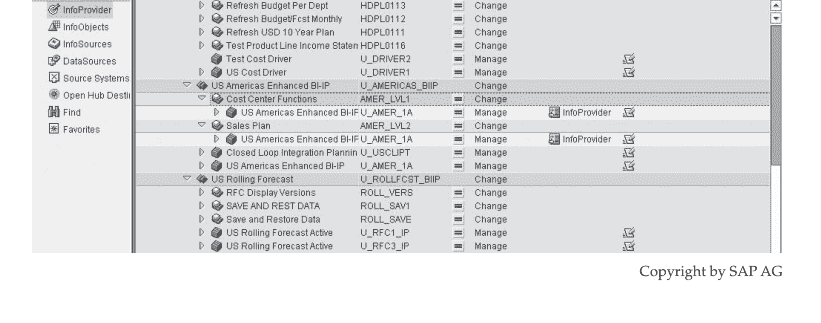 InfoProvider
InfoObjects
InfoSources
DataSources
Source Systems
Open Hub Destin
Find
Favorites
Refresh Budget Per Dept HDPL0113 Change
Refresh Budget/Fcst Monthly HDPL0112 Change
Refresh USD 10 Year Plan HDPL0111 Change
Test Product Line Income Staten HDPL0116 Change
Test Cost Driver U_DRIVER2 Manage
US Cost Driver U_DRIVER1 Manage
US Americas Enhanced BI-IP U_AMERICAS_BIIP Change
Cost Center Functions AMER_LVL1 Change
US Americas Enhanced BI-IF U_AMER_1A Manage InfoProvider
Sales Plan AMER_LVL2 Change
US Americas Enhanced BI-IF U_AMER_1A Manage InfoProvider
Closed Loop Integration Plannin U_USCLIPT Manage
US Americas Enhanced BI-IP U_AMER_1A Manage
US Rolling Forecast U_ROLLFCST_BIIP Change
RFC Display Versions ROLL_VERS Change
SAVE AND REST DATA ROLL_SAV1 Change
Save and Restore Data ROLL_SAVE Change
US Rolling Forecast Active U_RFC1_IP Manage
US Rolling Forecast Active U_RFC3_IP Manage
Copyright by SAP AG